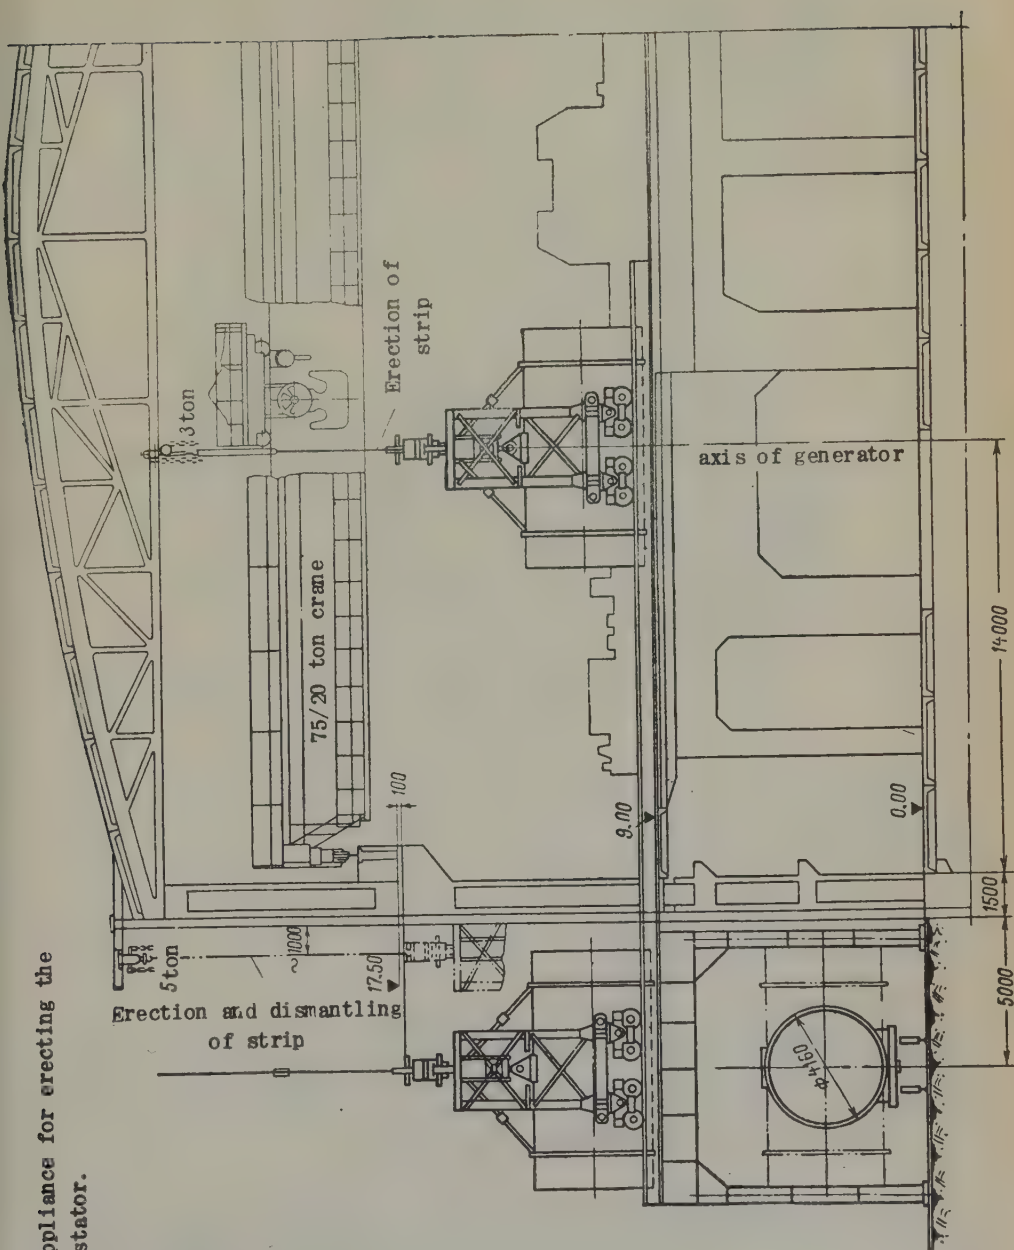 ppliance for erecting the
stator.
Erection and dismantling
of strip
5 ton
~1000
17.50
75/20 ton crane
100
3 ton
Erection of
strip
9.00
axis of generator
0.00
ϕ4160
5000
1500
14000